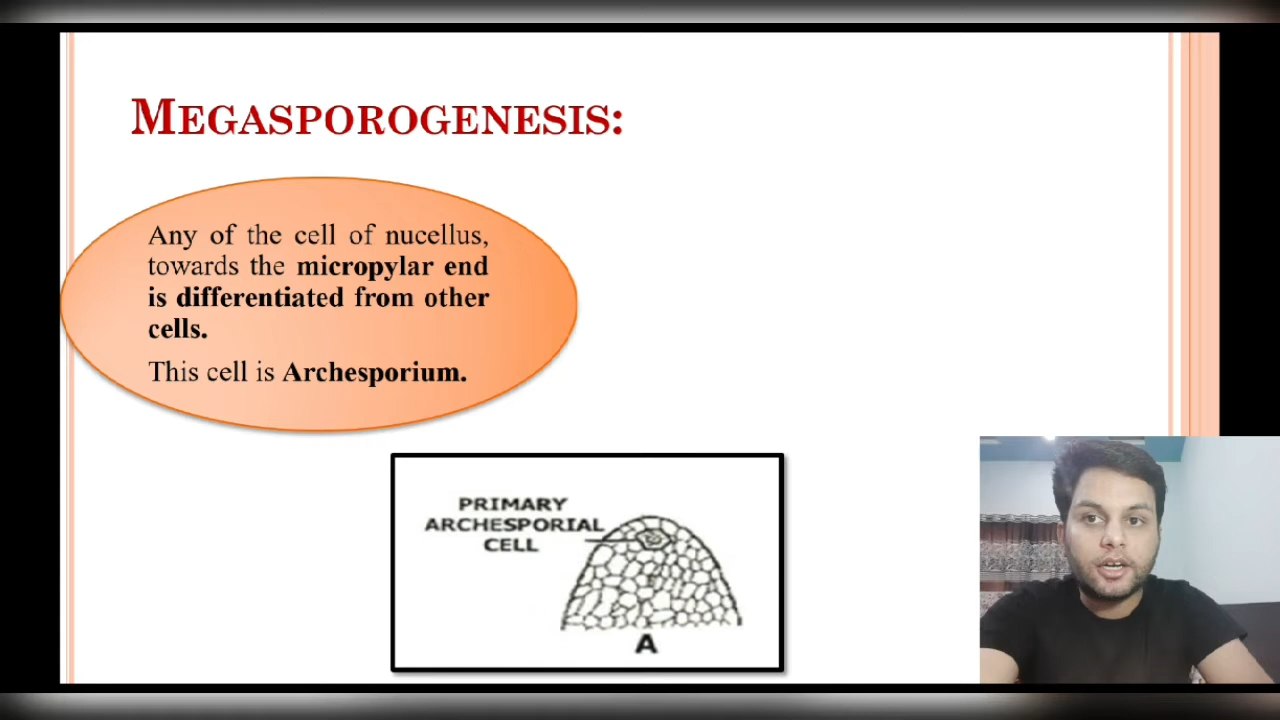 MEGASPOROGENESIS:
Any of the cell of nucellus,
towards the micropylar end
is differentiated from other
cells.
This cell is Archesporium.
PRIMARY
ARCHESPORIAL
CELL
A